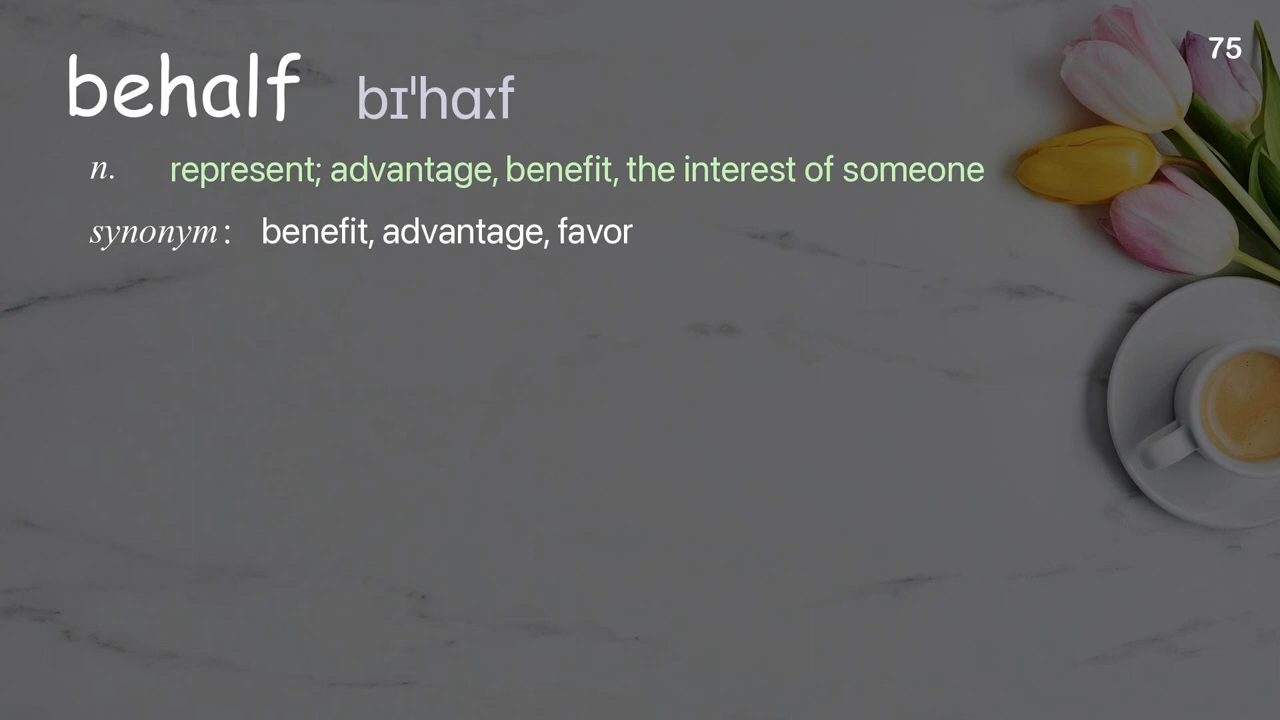 75
behalf bɪˈhɑːf
n. represent; advantage, benefit, the interest of someone
synonym: benefit, advantage, favor